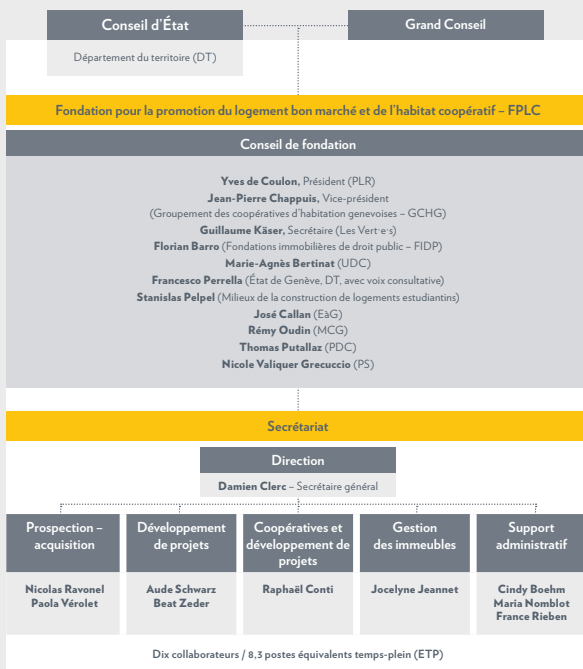 Conseil d'État
Grand Conseil
Département du territoire (DT)
Fondation pour la promotion du logement bon marché et de l'habitat coopératif – FPLC
Conseil de fondation
Yves de Coulon, Président (PLR)
Jean-Pierre Chappuis, Vice-président
(Groupement des coopératives d'habitation genevoises – GCHG)
Guillaume Käser, Secrétaire (Les Vert·e·s)
Florian Barro (Fondations immobilières de droit public – FIDP)
Marie-Agnès Bertinat (UDC)
Francesco Perrella (État de Genève, DT, avec voix consultative)
Stanislas Pelpel (Milieux de la construction de logements estudiantins)
José Callan (EàG)
Rémy Oudin (MCG)
Thomas Putallaz (PDC)
Nicole Valiquer Grecuccio (PS)
Secrétariat
Direction
Damien Clerc – Secrétaire général
Prospection –
acquisition
Nicolas Ravonel
Paola Vérolet
Développement
de projets
Aude Schwarz
Beat Zeder
Coopératives et
développement de
projets
Raphaël Conti
Gestion
des immeubles
Jocelyne Jeannet
Support
administratif
Cindy Boehm
Maria Nomblot
France Rieben
Dix collaborateurs / 8,3 postes équivalents temps-plein (ETP)